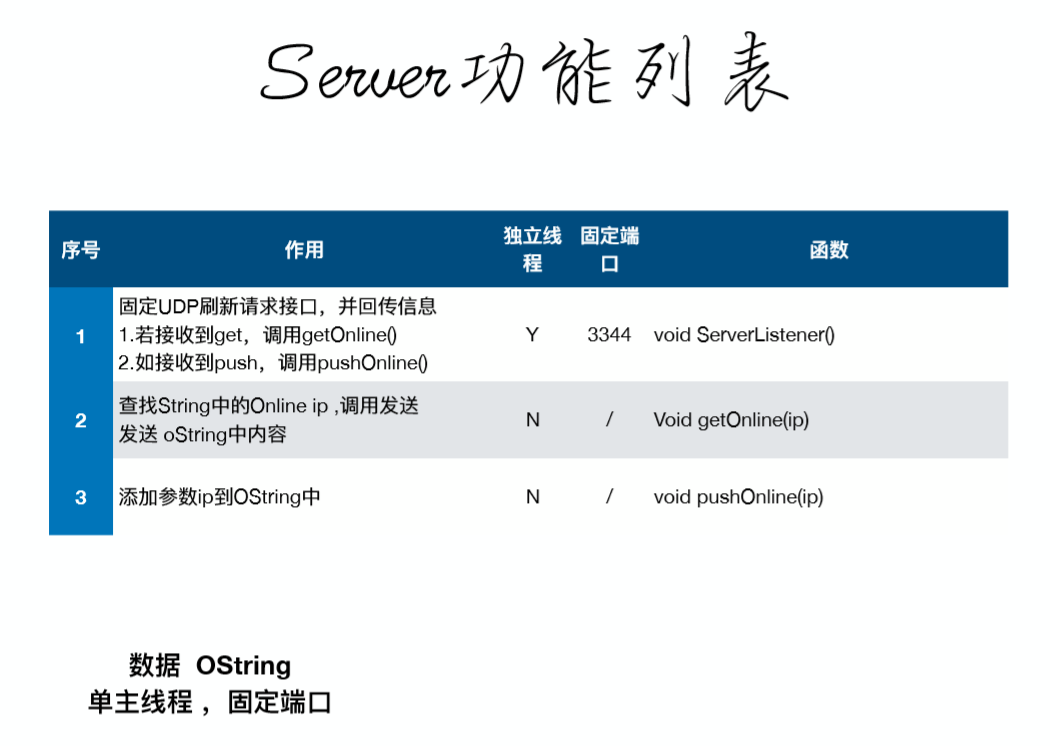 Server功能列表
序号 作用 独立线程 固定端口 函数
1 固定UDP刷新请求接口，并回传信息
1.若接收到get，调用getOnline() Y 3344 void ServerListener()
2.如接收到push，调用pushOnline()
2 查找String中的Online ip ,调用发送 N / Void getOnline(ip)
发送 oString中内容
3 添加参数ip到OString中 N / void pushOnline(ip)
数据 OString
单主线程 ，固定端口